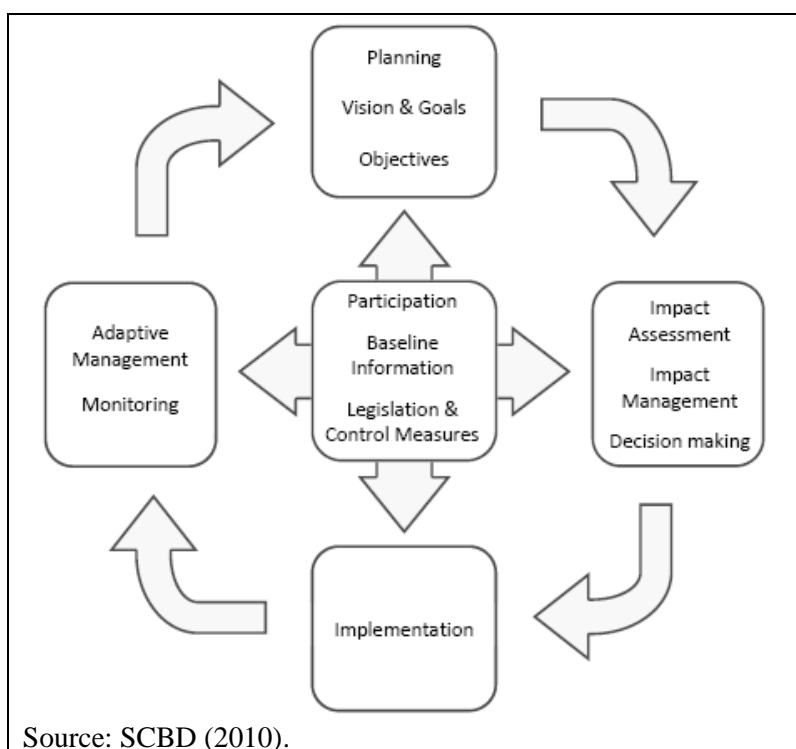 Planning
Vision & Goals
Objectives
Participation
Baseline
Information
Legislation &
Control Measures
Adaptive
Management
Monitoring
Impact
Assessment
Impact
Management
Decision making
Implementation
Source: SCBD (2010).